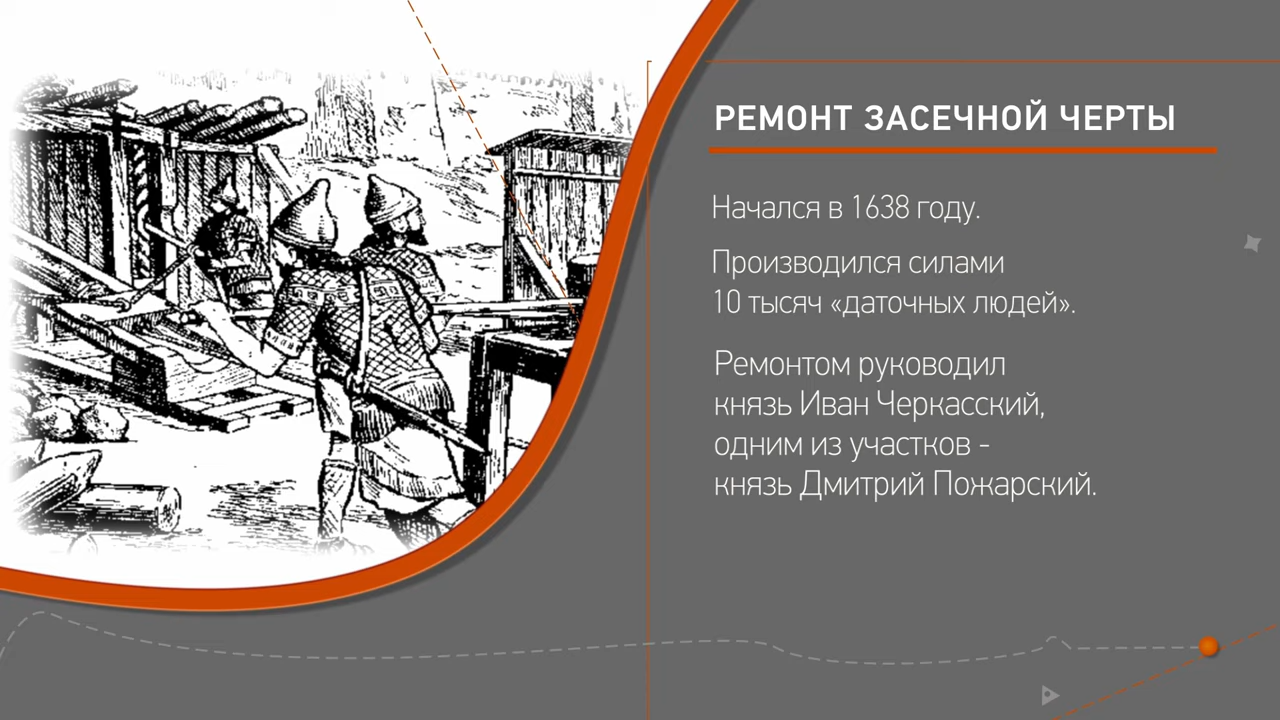 РЕМОНТ ЗАСЕЧНОЙ ЧЕРТЫ
Начался в 1638 году.
Производился силами
10 тысяч «даточных людей».
Ремонтом руководил
князь Иван Черкасский,
одним из участков -
князь Дмитрий Пожарский.